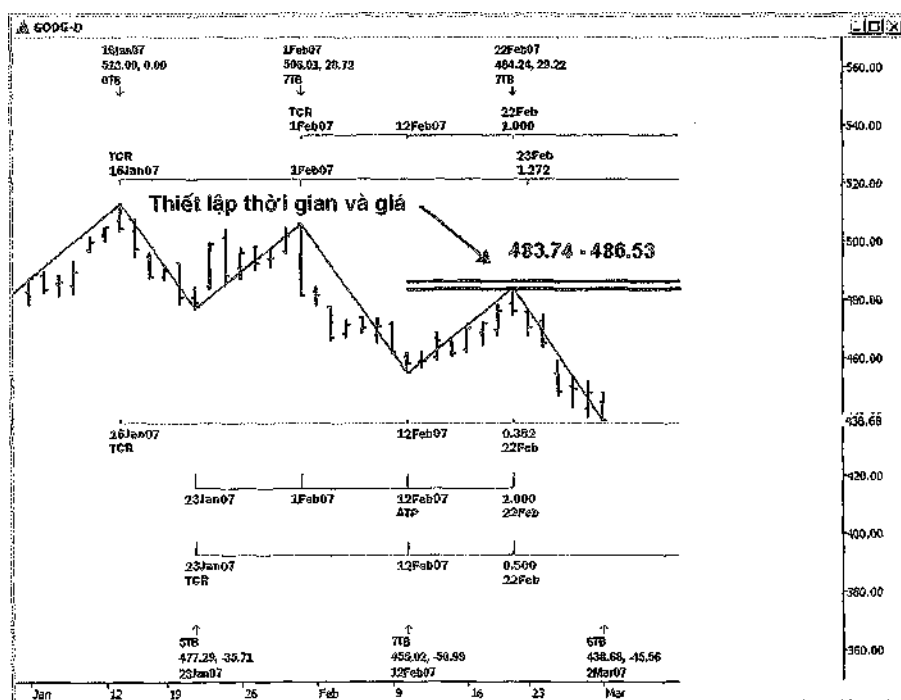 GOOG-D
16Jan07 1Feb07 22Feb07
513.00, 0.00 506.01, 28.72 484.24, 29.22
0TB 7TB 7TB
560.00
TCR 22Feb
1Feb07 12Feb07 1.000
540.00
TCR 23Feb
16Jan07 1Feb07 1.272
520.00
Thiết lập thời gian và giá
483.74 - 486.53
500.00
480.00
460.00
438.68
16Jan07 12Feb07 0.382
TCR 22Feb
420.00
23Jan07 1Feb07 12Feb07 1.000
ATP 22Feb
400.00
23Jan07 12Feb07 0.500
TCR 22Feb
380.00
5TB 7TB 6TB
477.29, -35.71 455.02, -50.99 438.68, -45.56
23Jan07 12Feb07 2Mar07
360.00
Jan 12 19 26 Feb 9 16 23 Mar